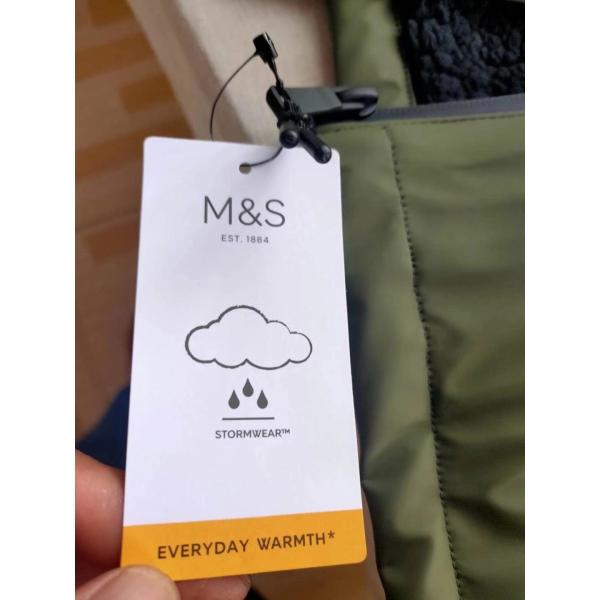 M&S
EST. 1884
STORMWEAR™
EVERYDAY WARMTH*